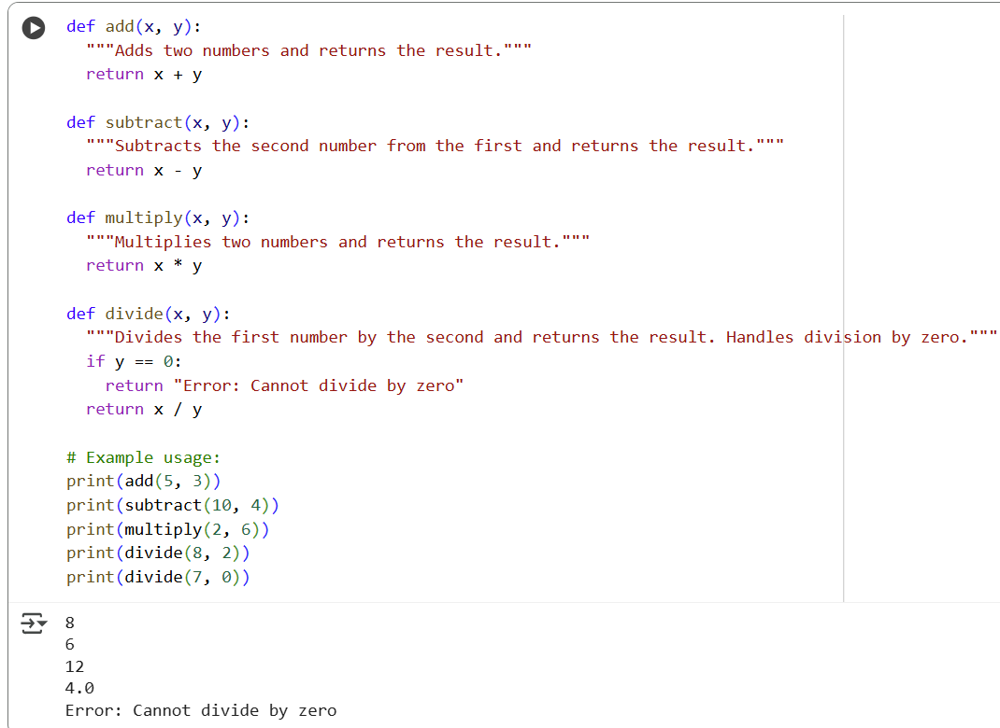 def add(x, y):
  """Adds two numbers and returns the result."""
  return x + y

def subtract(x, y):
  """Subtracts the second number from the first and returns the result."""
  return x - y

def multiply(x, y):
  """Multiplies two numbers and returns the result."""
  return x * y

def divide(x, y):
  """Divides the first number by the second and returns the result. Handles division by zero."""
  if y == 0:
    return "Error: Cannot divide by zero"
  return x / y

# Example usage:
print(add(5, 3))
print(subtract(10, 4))
print(multiply(2, 6))
print(divide(8, 2))
print(divide(7, 0))
8
6
12
4.0
Error: Cannot divide by zero